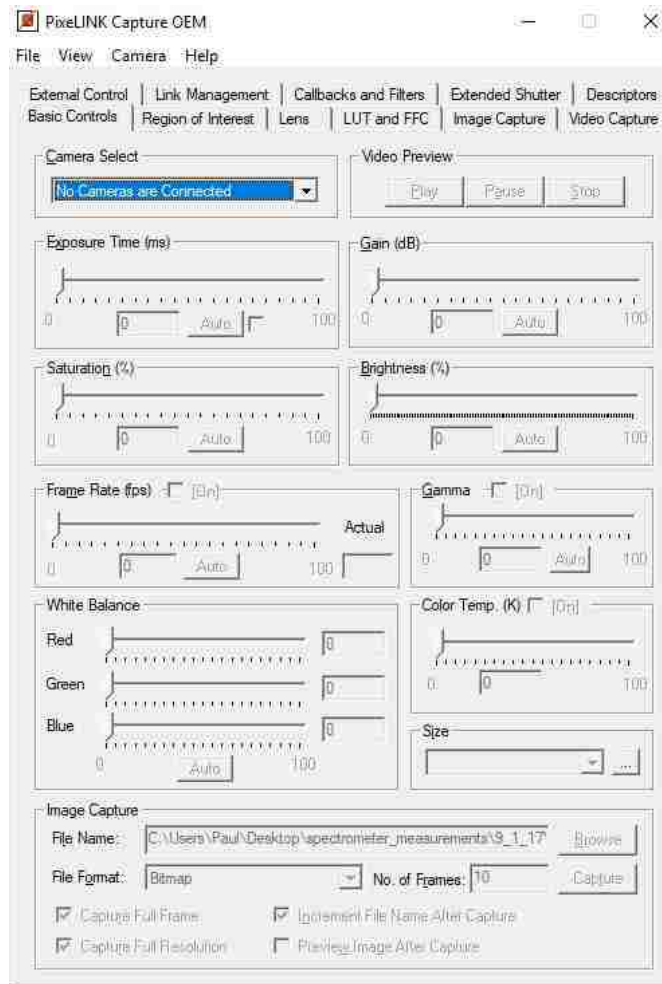 PixeLINK Capture OEM
File View Camera Help
External Control Link Management Callbacks and Filters Extended Shutter Descriptors
Basic Controls Region of Interest Lens LUT and FFC Image Capture Video Capture
Camera Select Video Preview
No Cameras are Connected Play Pause Stop
Exposure Time (ms) Gain (dB)
0 0 Auto 100 0 0 Auto 100
Saturation (%) Brightness (%)
0 0 Auto 100 0 0 Auto 100
Frame Rate (fps) [On] Gamma [On]
Actual
0 0 Auto 100 0 0 Auto 100
White Balance Color Temp. (K) [On]
Red 0
Green 0 0 0 100
Blue 0 Size
0 Auto 100 ...
Image Capture
File Name: C:\Users\Paul\Desktop\spectrometer_measurements\9_1_17\ Browse
File Format: Bitmap No. of Frames: 10 Capture
Capture Full Frame Increment File Name After Capture
Capture Full Resolution Preview Image After Capture